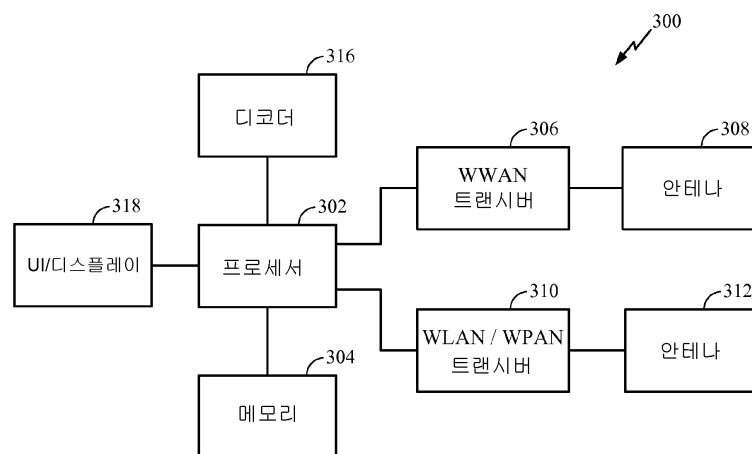 300
316
디코더
306
WWAN
트랜시버
308
안테나
318
UI/디스플레이
302
프로세서
310
WLAN / WPAN
트랜시버
312
안테나
304
메모리